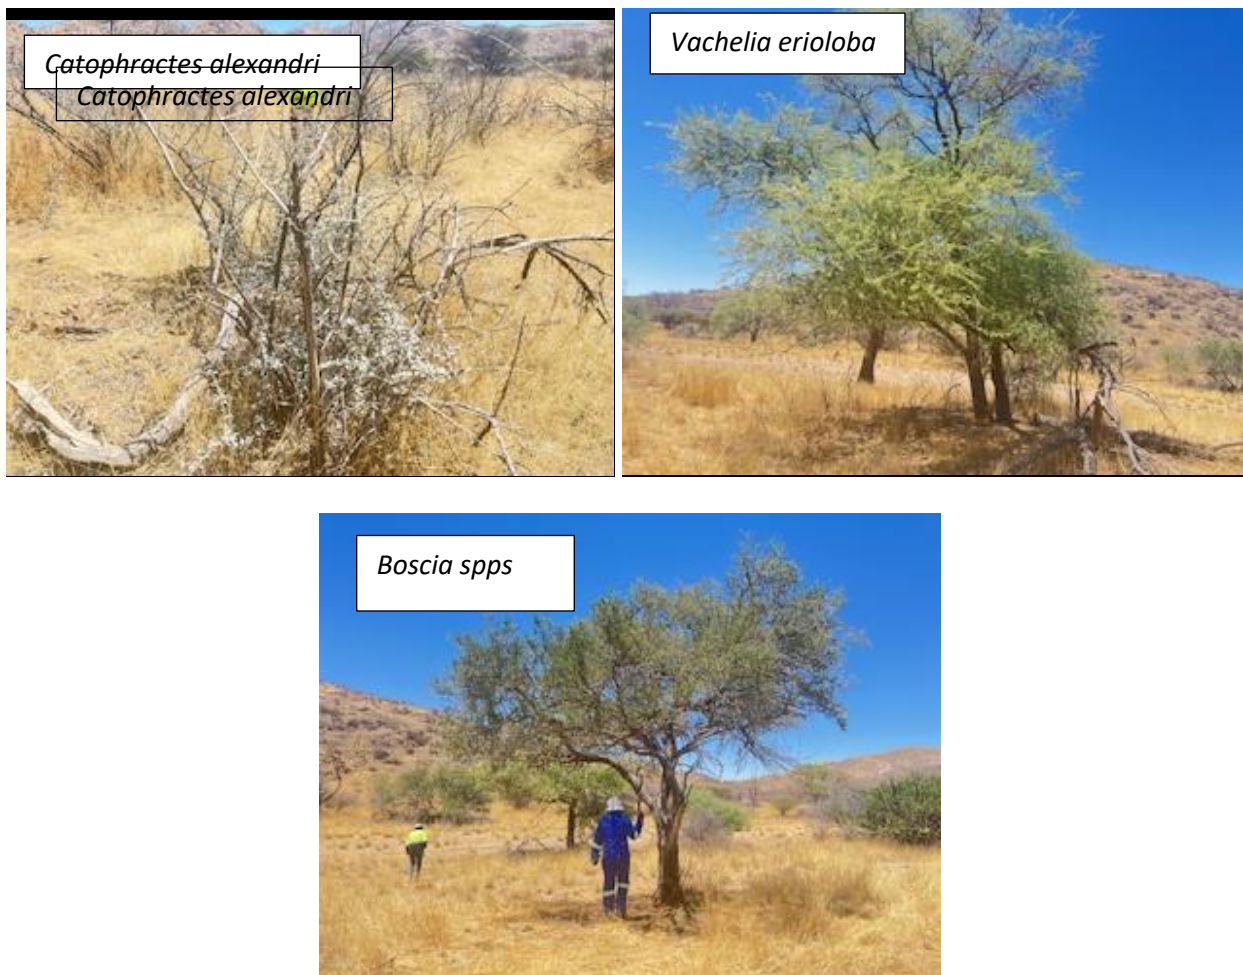 Catophractes alexandri
Catophractes alexandri
Vachelia erioloba
Boscia spps